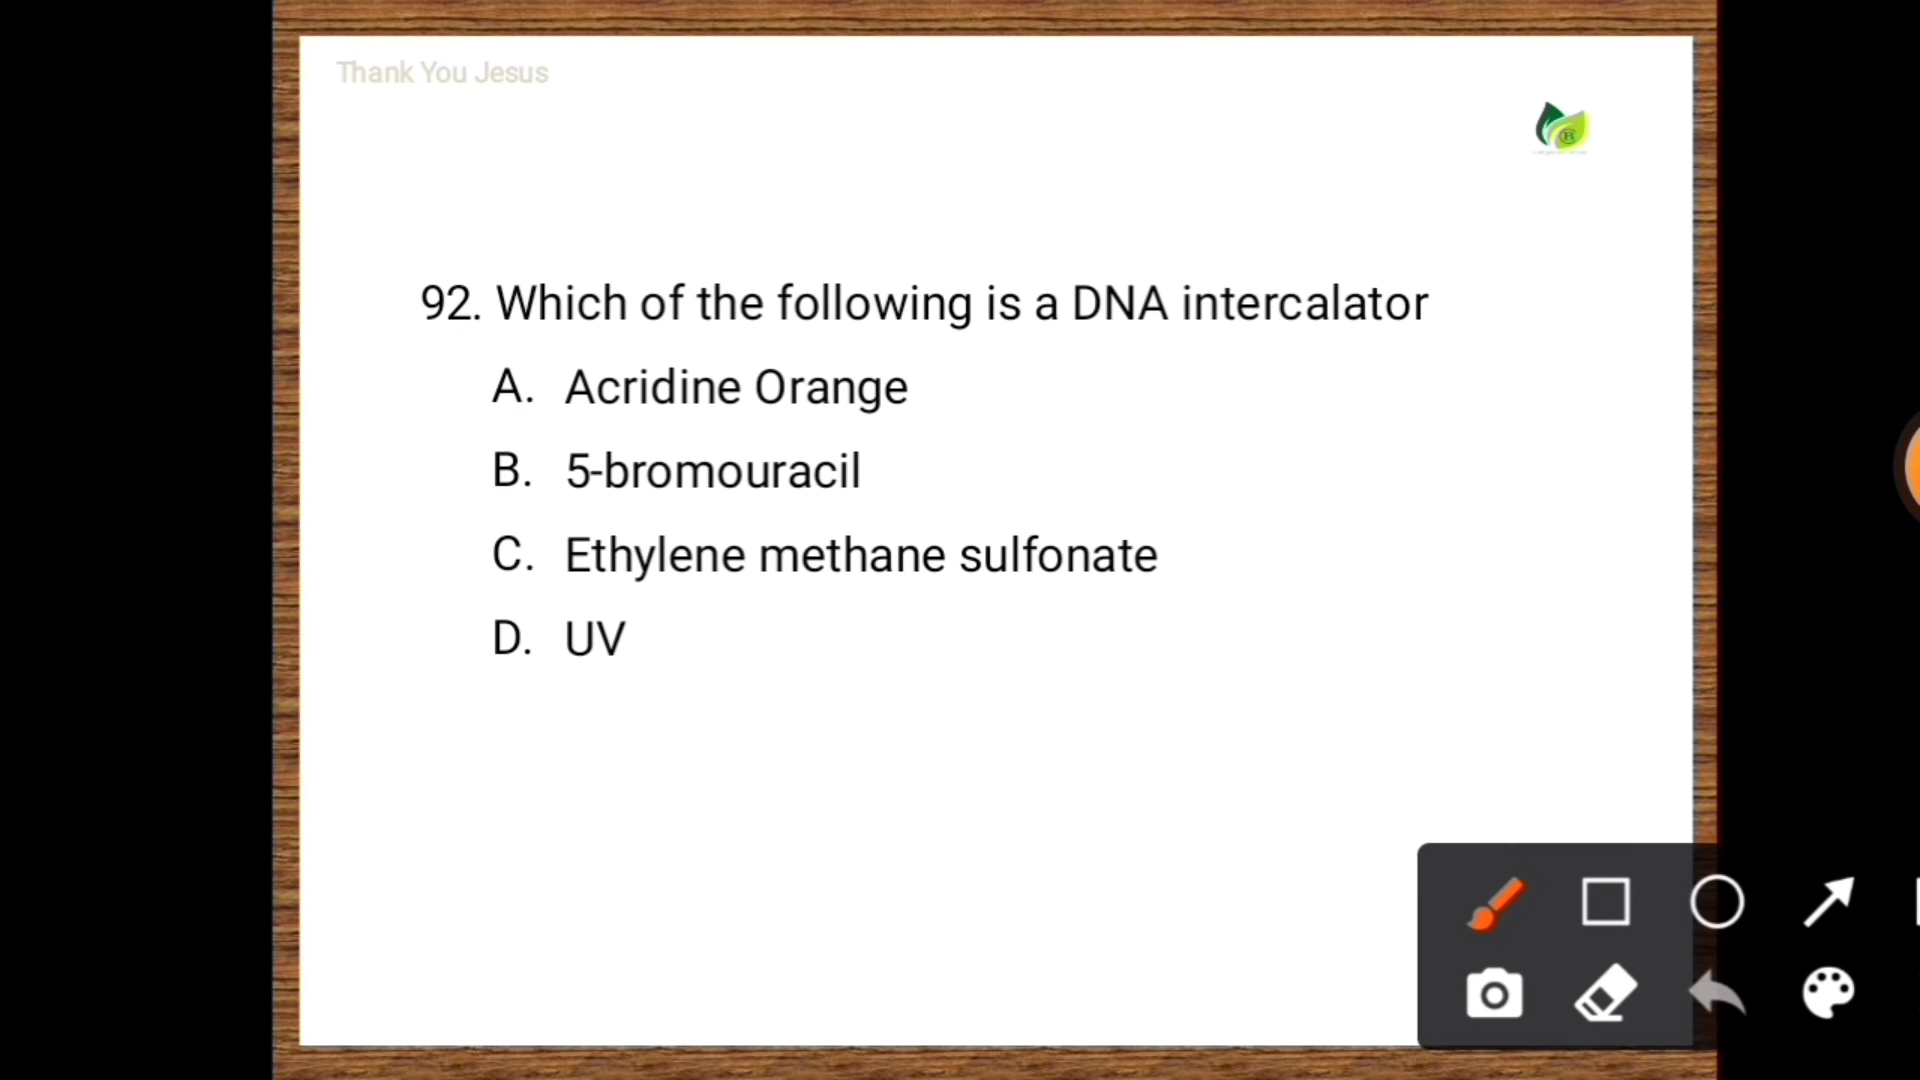 Thank You Jesus
92. Which of the following is a DNA intercalator
A. Acridine Orange
B. 5-bromouracil
C. Ethylene methane sulfonate
D. UV